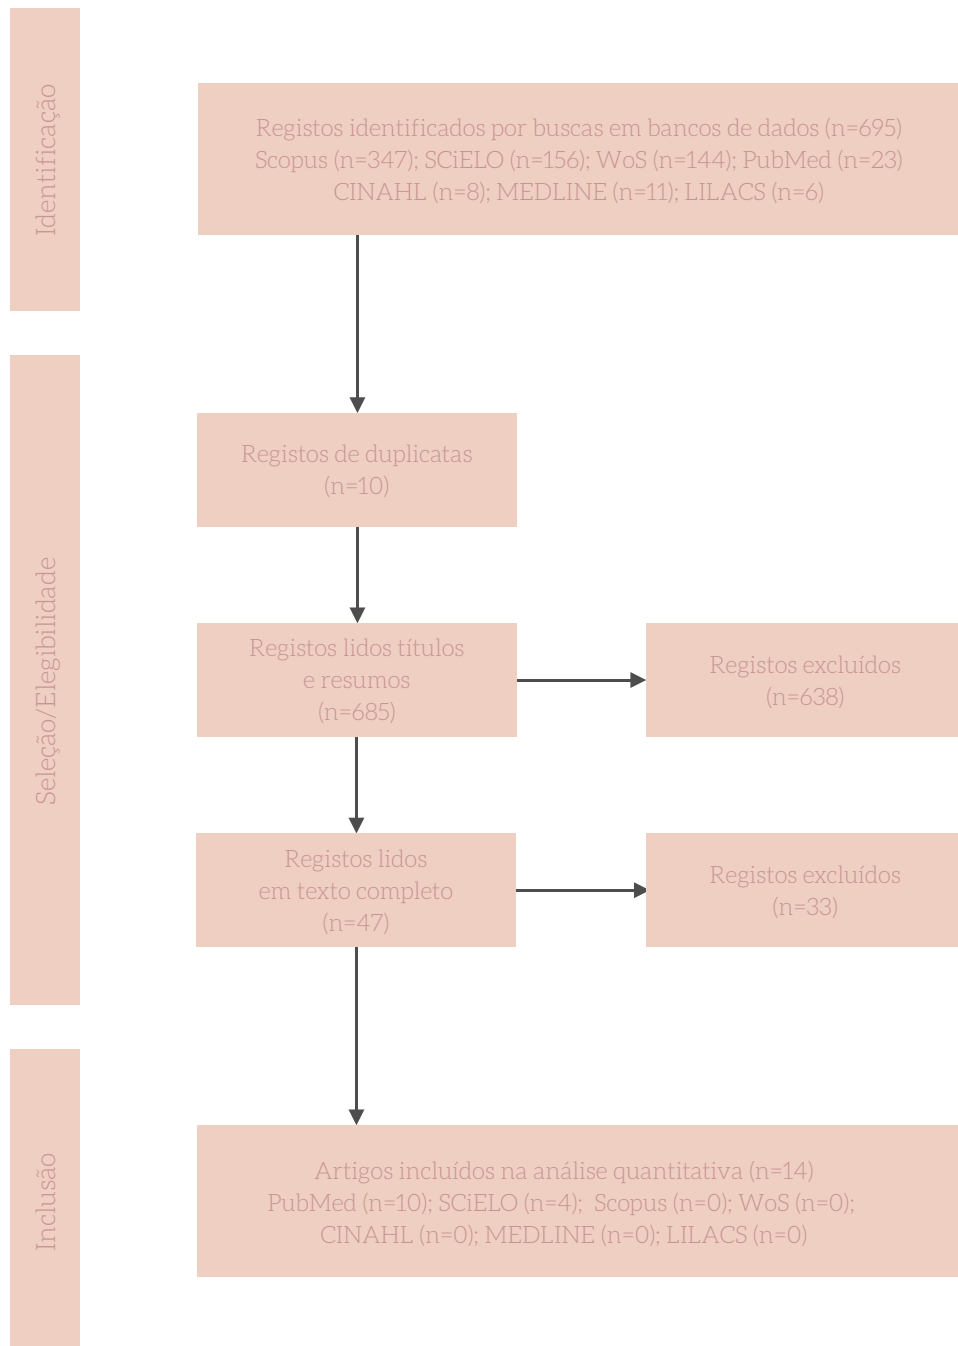 Identificação
Registos identificados por buscas em bancos de dados (n=695)
Scopus (n=347); SCiELO (n=156); WoS (n=144); PubMed (n=23)
CINAHL (n=8); MEDLINE (n=11); LILACS (n=6)
Seleção/Elegibilidade
Registos de duplicatas
(n=10)
Registos lidos títulos
e resumos
(n=685)
Registos excluídos
(n=638)
Registos lidos
em texto completo
(n=47)
Registos excluídos
(n=33)
Inclusão
Artigos incluídos na análise quantitativa (n=14)
PubMed (n=10); SCiELO (n=4); Scopus (n=0); WoS (n=0);
CINAHL (n=0); MEDLINE (n=0); LILACS (n=0)